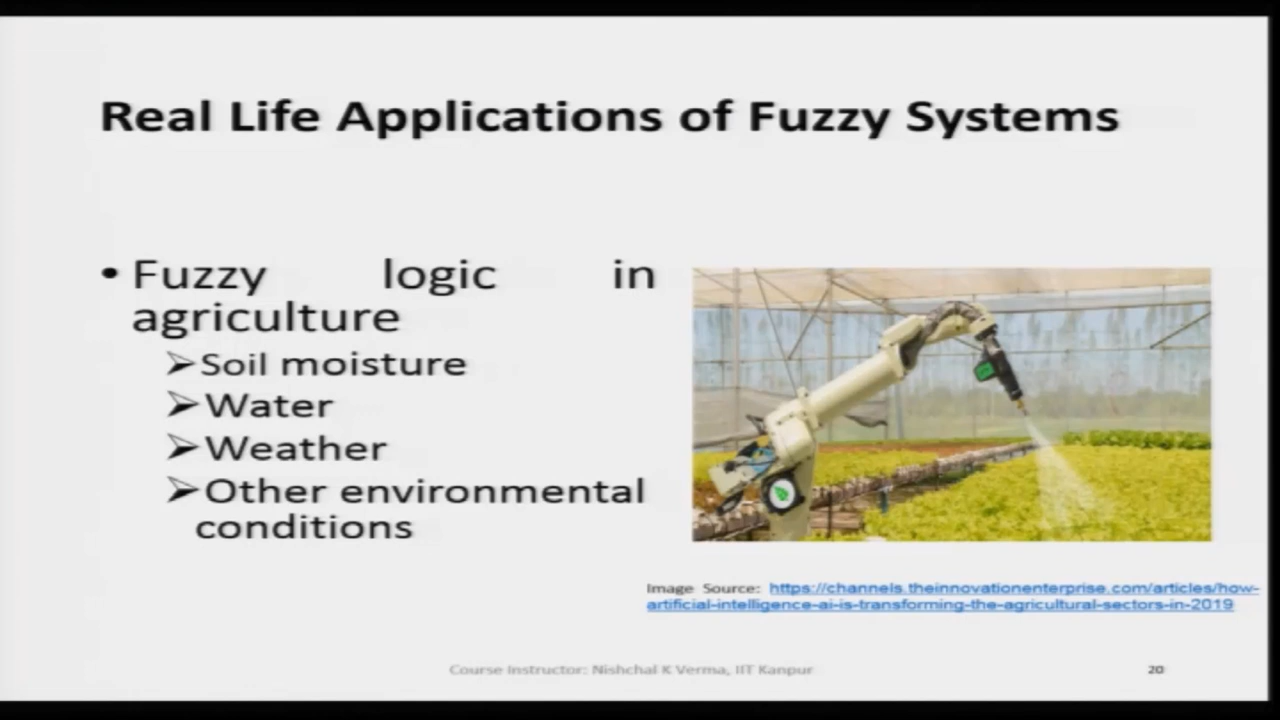 Real Life Applications of Fuzzy Systems
• Fuzzy logic in
agriculture
➢Soil moisture
➢Water
➢Weather
➢Other environmental
conditions
Image Source: https://channels.theinnovationenterprise.com/articles/how-
artificial-intelligence-ai-is-transforming-the-agricultural-sectors-in-2019
Course Instructor: Nishchal K Verma, IIT Kanpur
20